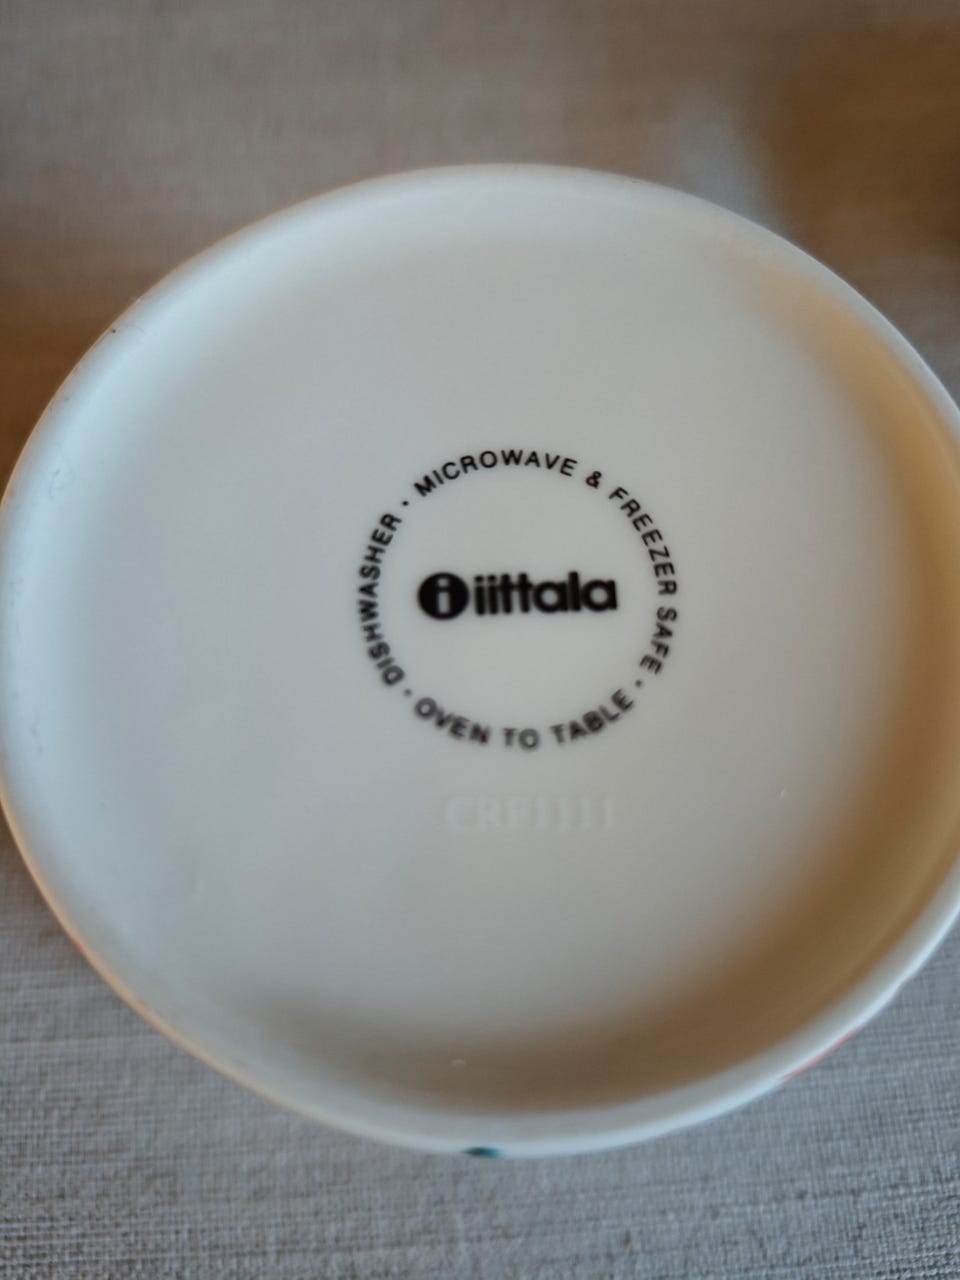 MICROWAVE & FREEZER SAFE · OVEN TO TABLE · DISHWASHER ·
i iittala